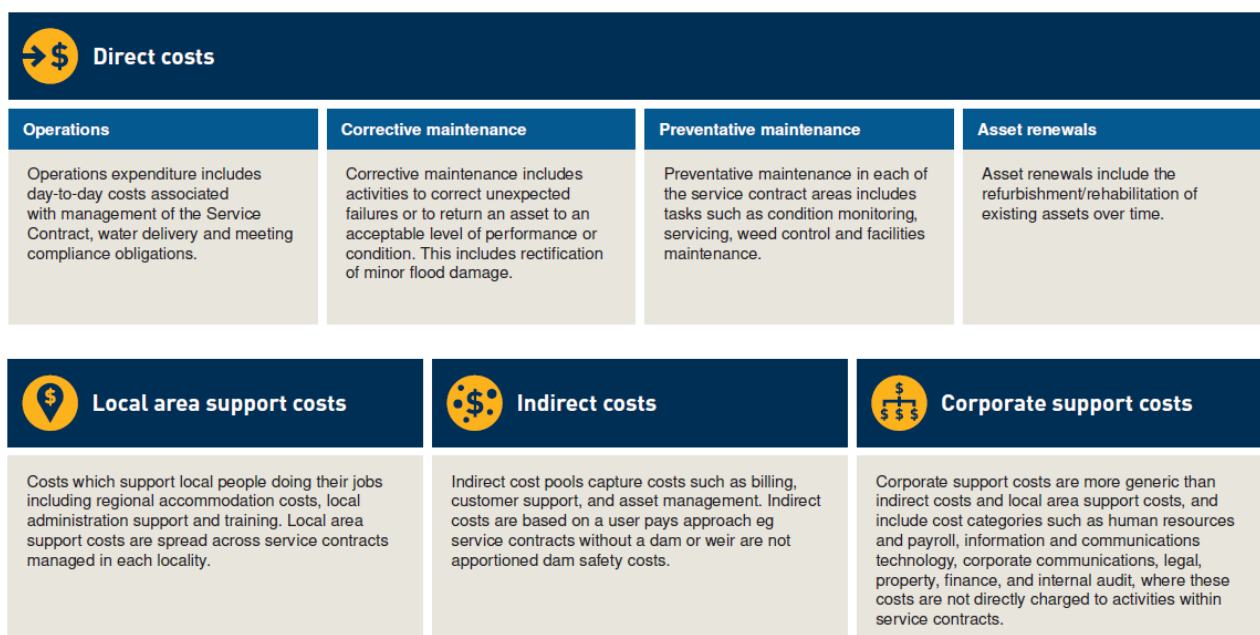 Direct costs
Operations
Operations expenditure includes
day-to-day costs associated
with management of the Service
Contract, water delivery and meeting
compliance obligations.
Corrective maintenance
Corrective maintenance includes
activities to correct unexpected
failures or to return an asset to an
acceptable level of performance or
condition. This includes rectification
of minor flood damage.
Preventative maintenance
Preventative maintenance in each of
the service contract areas includes
tasks such as condition monitoring,
servicing, weed control and facilities
maintenance.
Asset renewals
Asset renewals include the
refurbishment/rehabilitation of
existing assets over time.
Local area support costs
Costs which support local people doing their jobs
including regional accommodation costs, local
administration support and training. Local area
support costs are spread across service contracts
managed in each locality.
Indirect costs
Indirect cost pools capture costs such as billing,
customer support, and asset management. Indirect
costs are based on a user pays approach eg
service contracts without a dam or weir are not
apportioned dam safety costs.
Corporate support costs
Corporate support costs are more generic than
indirect costs and local area support costs, and
include cost categories such as human resources
and payroll, information and communications
technology, corporate communications, legal,
property, finance, and internal audit, where these
costs are not directly charged to activities within
service contracts.